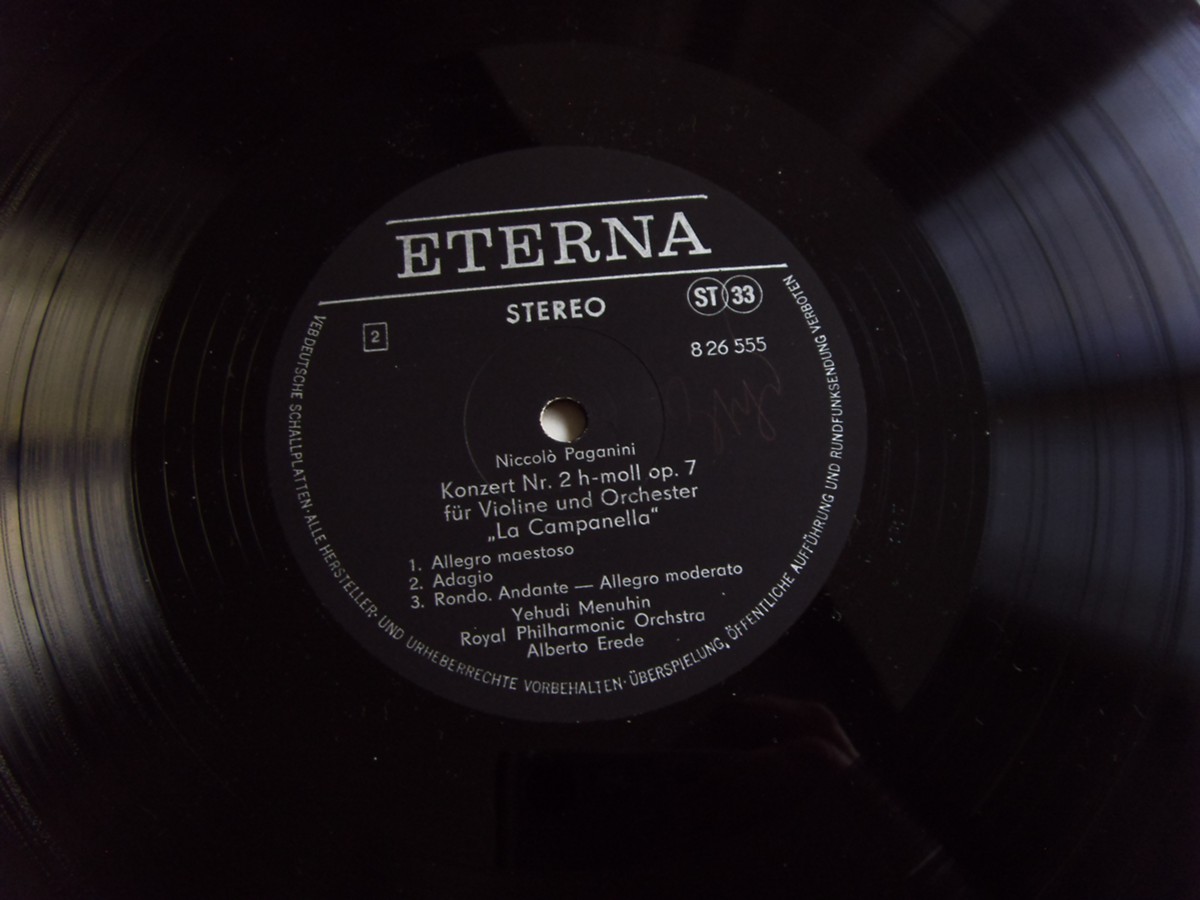 ETERNA
STEREO
ST 33
2
8 26 555
Niccolò Paganini
Konzert Nr. 2 h-moll op. 7
für Violine und Orchester
„La Campanella“
1. Allegro maestoso
2. Adagio
3. Rondo. Andante — Allegro moderato
Yehudi Menuhin
Royal Philharmonic Orchstra
Alberto Erede
VEB DEUTSCHE SCHALLPLATTEN · ALLE HERSTELLER- UND URHEBERRECHTE VORBEHALTEN · ÜBERSPIELUNG, ÖFFENTLICHE AUFFÜHRUNG UND RUNDFUNKSENDUNG VERBOTEN